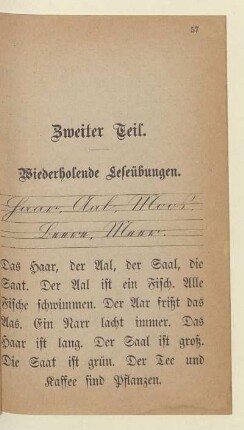 57
Zweiter Teil.
Wiederholende Leseübungen.
Haar, Aal, Moos,
Beere, Meer.
Das Haar, der Aal, der Saal, die
Saat. Der Aal ist ein Fisch. Alle
Fische schwimmen. Der Aar frißt das
Aas. Ein Narr lacht immer. Das
Haar ist lang. Der Saal ist groß.
Die Saat ist grün. Der Tee und
Kaffee sind Pflanzen.